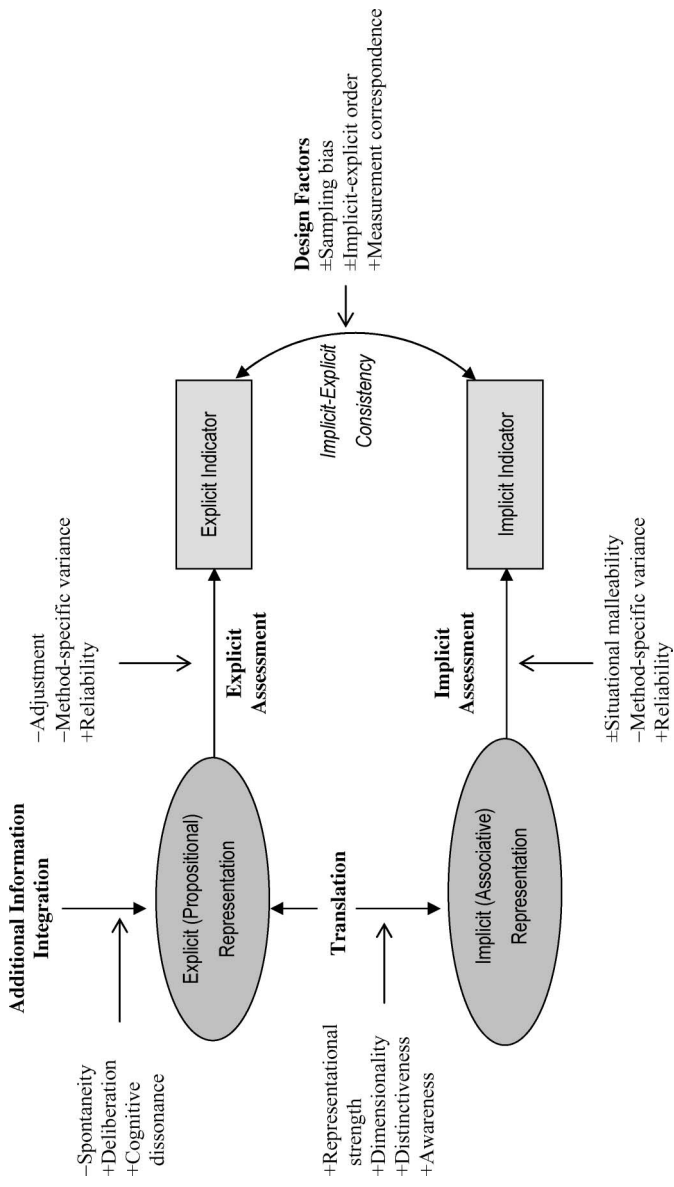 Additional Information
Integration
−Spontaneity
+Deliberation
+Cognitive
dissonance
Explicit (Propositional)
Representation
−Adjustment
−Method-specific variance
+Reliability
Explicit
Assessment
Explicit Indicator
Translation
+Representational
strength
+Dimensionality
+Distinctiveness
+Awareness
Implicit-Explicit
Consistency
Design Factors
±Sampling bias
±Implicit-explicit order
+Measurement correspondence
Implicit (Associative)
Representation
Implicit
Assessment
Implicit Indicator
±Situational malleability
−Method-specific variance
+Reliability